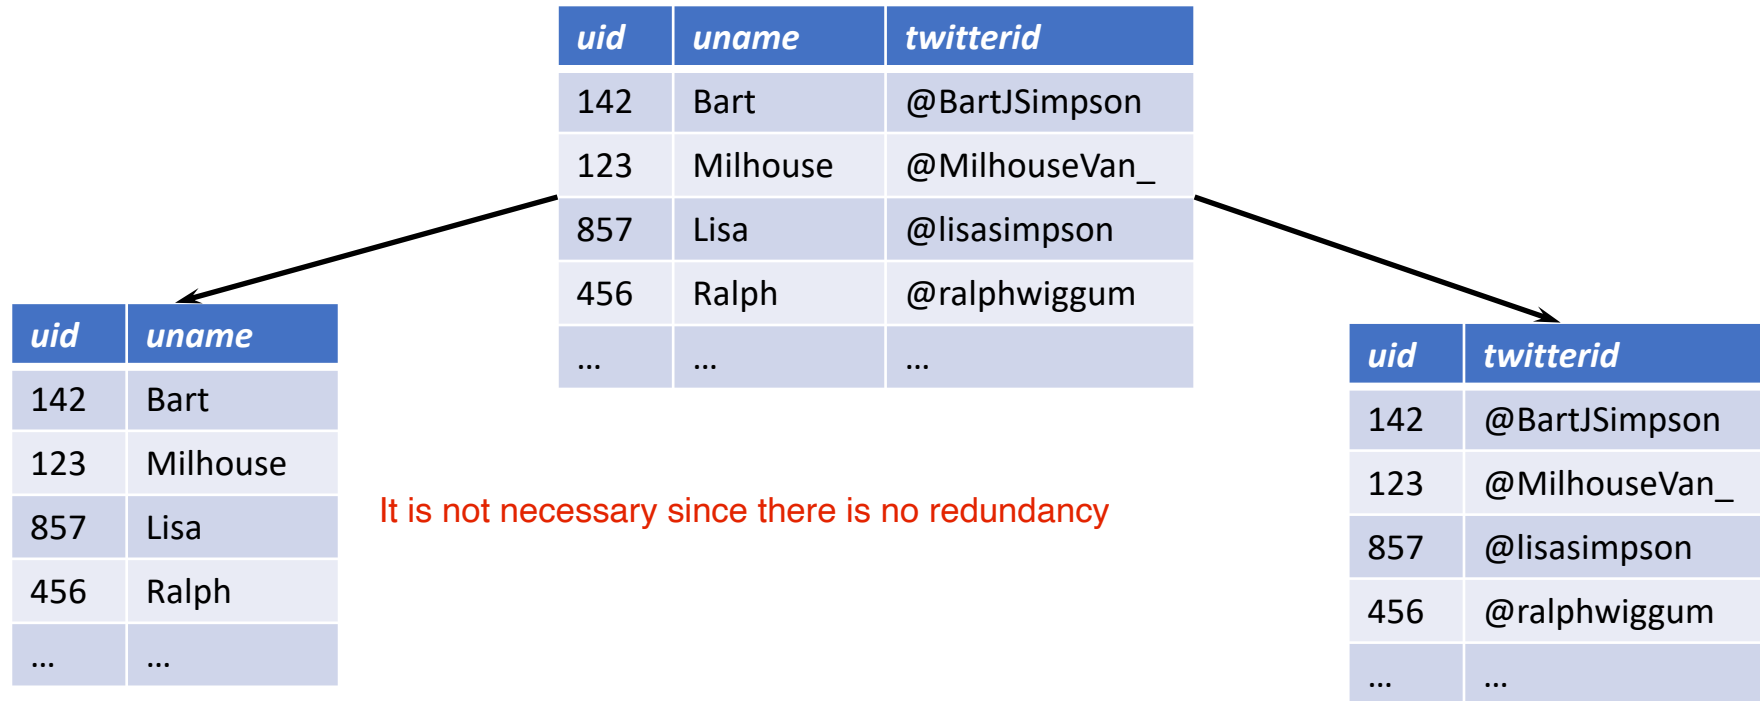 uid uname twitterid
142 Bart @BartJSimpson
123 Milhouse @MilhouseVan_
857 Lisa @lisasimpson
456 Ralph @ralphwiggum
... ... ...
uid uname
142 Bart
123 Milhouse
857 Lisa
456 Ralph
... ...
It is not necessary since there is no redundancy
uid twitterid
142 @BartJSimpson
123 @MilhouseVan_
857 @lisasimpson
456 @ralphwiggum
... ...